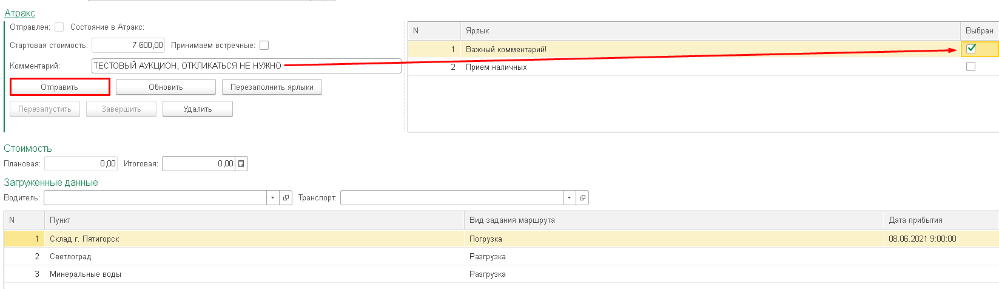 Атракс
Отправлен: Состояние в Атракс:
Стартовая стоимость: 7 600,00 Принимаем встречные:
Комментарий: ТЕСТОВЫЙ АУКЦИОН, ОТКЛИКАТЬСЯ НЕ НУЖНО
Отправить Обновить Перезаполнить ярлыки
Перезапустить Завершить Удалить
N Ярлык Выбран
1 Важный комментарий!
2 Прием наличных
Стоимость
Плановая: 0,00 Итоговая: 0,00
Загруженные данные
Водитель: Транспорт:
N Пункт Вид задания маршрута Дата прибытия
1 Склад г. Пятигорск Погрузка 08.06.2021 9:00:00
2 Светлоград Разгрузка
3 Минеральные воды Разгрузка